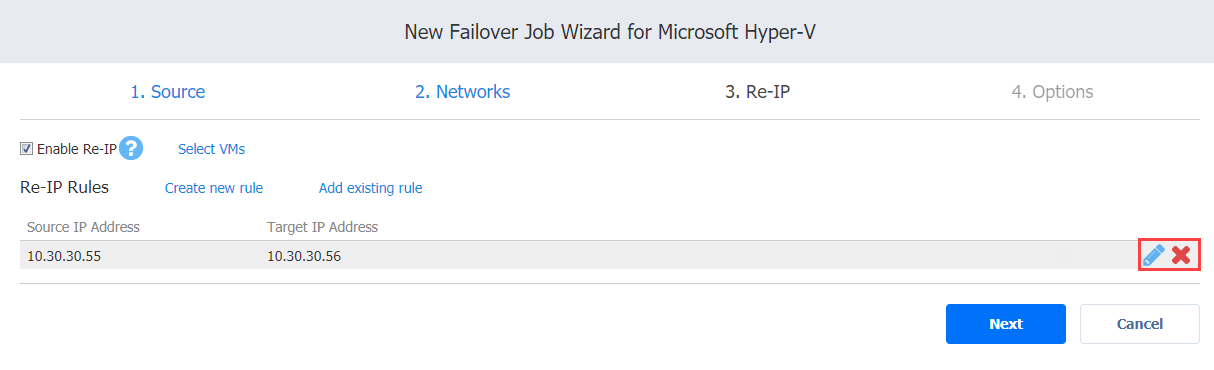 New Failover Job Wizard for Microsoft Hyper-V
1. Source 2. Networks 3. Re-IP 4. Options
Enable Re-IP ? Select VMs
Re-IP Rules Create new rule Add existing rule
Source IP Address Target IP Address
10.30.30.55 10.30.30.56
Next Cancel